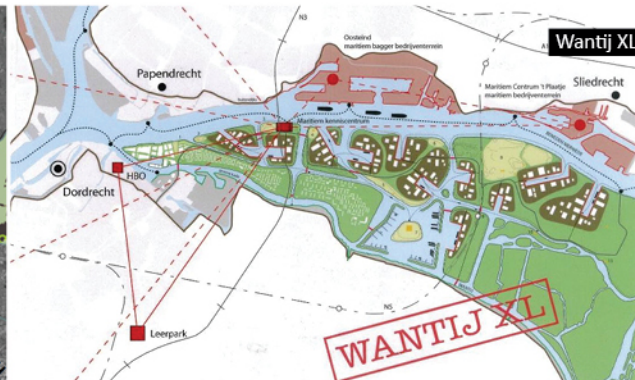 Wantij XL
N3
Oosteind
maritiem bagger bedrijventerrein
Papendrecht
Maritiem Centrum 't Plaatje
maritiem bedrijventerrein
Sliedrecht
Maritiem kenniscentrum
HBO
Dordrecht
N3
Leerpark
WANTIJ XL